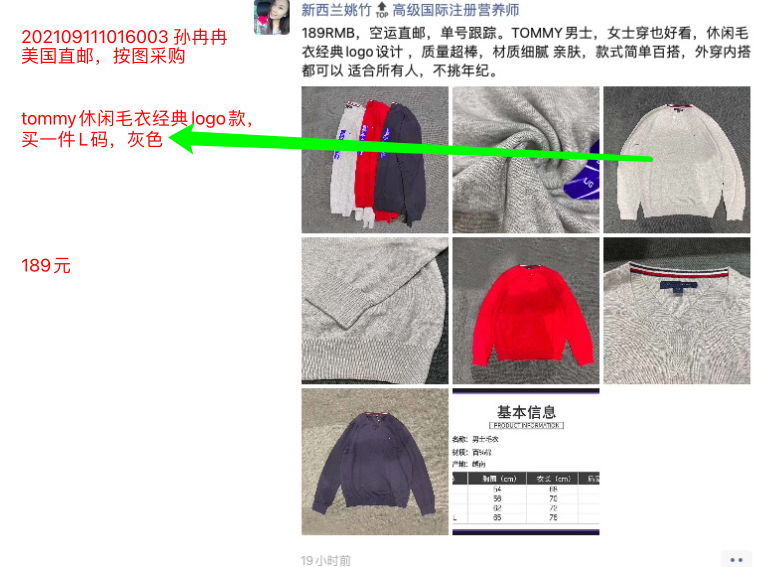 202109111016003 孙冉冉
美国直邮，按图采购
tommy休闲毛衣经典logo款，
买一件L码，灰色
189元
新西兰姚竹 TOP 高级国际注册营养师
189RMB，空运直邮，单号跟踪。TOMMY男士，女士穿也好看，休闲毛
衣经典logo设计 ，质量超棒，材质细腻 亲肤，款式简单百搭，外穿内搭
都可以 适合所有人，不挑年纪。
基本信息
PRODUCT INFORMATION
名称：男士毛衣
材质：百%棉
产地：越南
胸围（cm） 衣长（cm）
54 68
58 70
62 72
L 65 75
19小时前